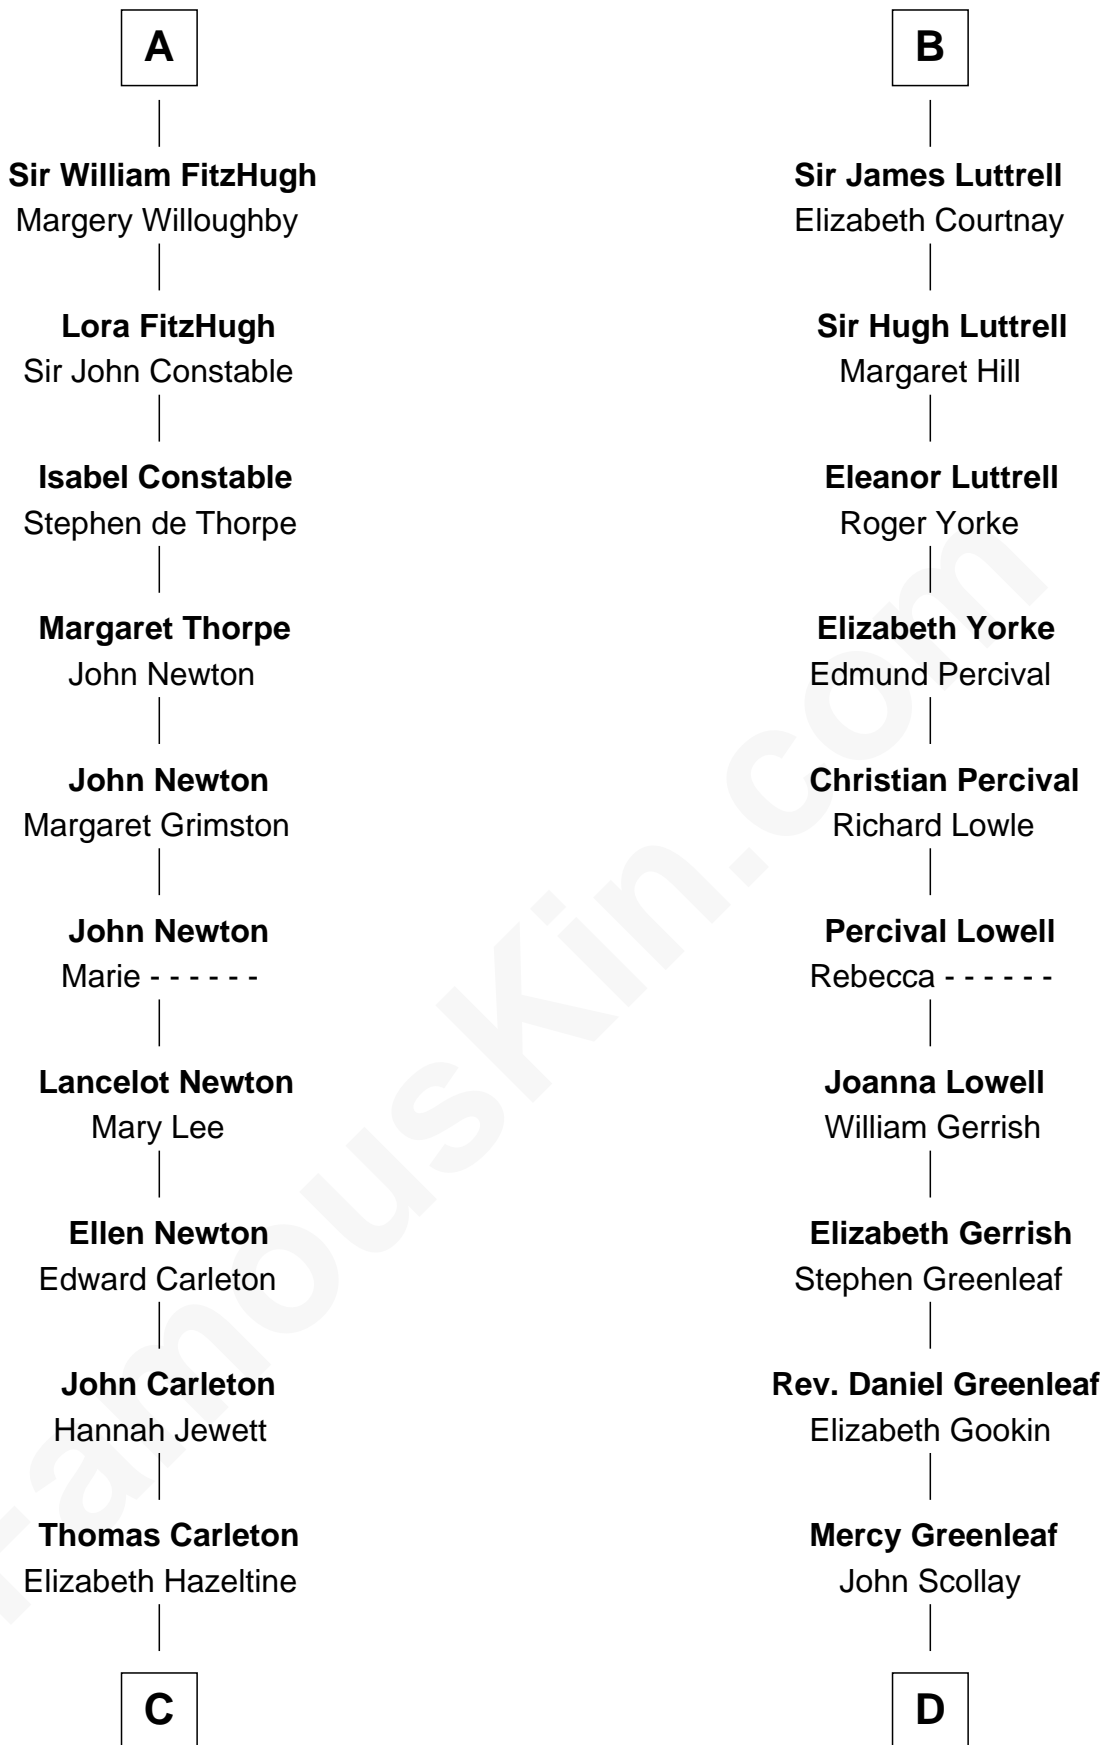 A
Sir William FitzHugh
Margery Willoughby
Lora FitzHugh
Sir John Constable
Isabel Constable
Stephen de Thorpe
Margaret Thorpe
John Newton
John Newton
Margaret Grimston
John Newton
Marie - - - - - -
Lancelot Newton
Mary Lee
Ellen Newton
Edward Carleton
John Carleton
Hannah Jewett
Thomas Carleton
Elizabeth Hazeltine
C
B
Sir James Luttrell
Elizabeth Courtnay
Sir Hugh Luttrell
Margaret Hill
Eleanor Luttrell
Roger Yorke
Elizabeth Yorke
Edmund Percival
Christian Percival
Richard Lowle
Percival Lowell
Rebecca - - - - - -
Joanna Lowell
William Gerrish
Elizabeth Gerrish
Stephen Greenleaf
Rev. Daniel Greenleaf
Elizabeth Gookin
Mercy Greenleaf
John Scollay
D
FamousKin.com